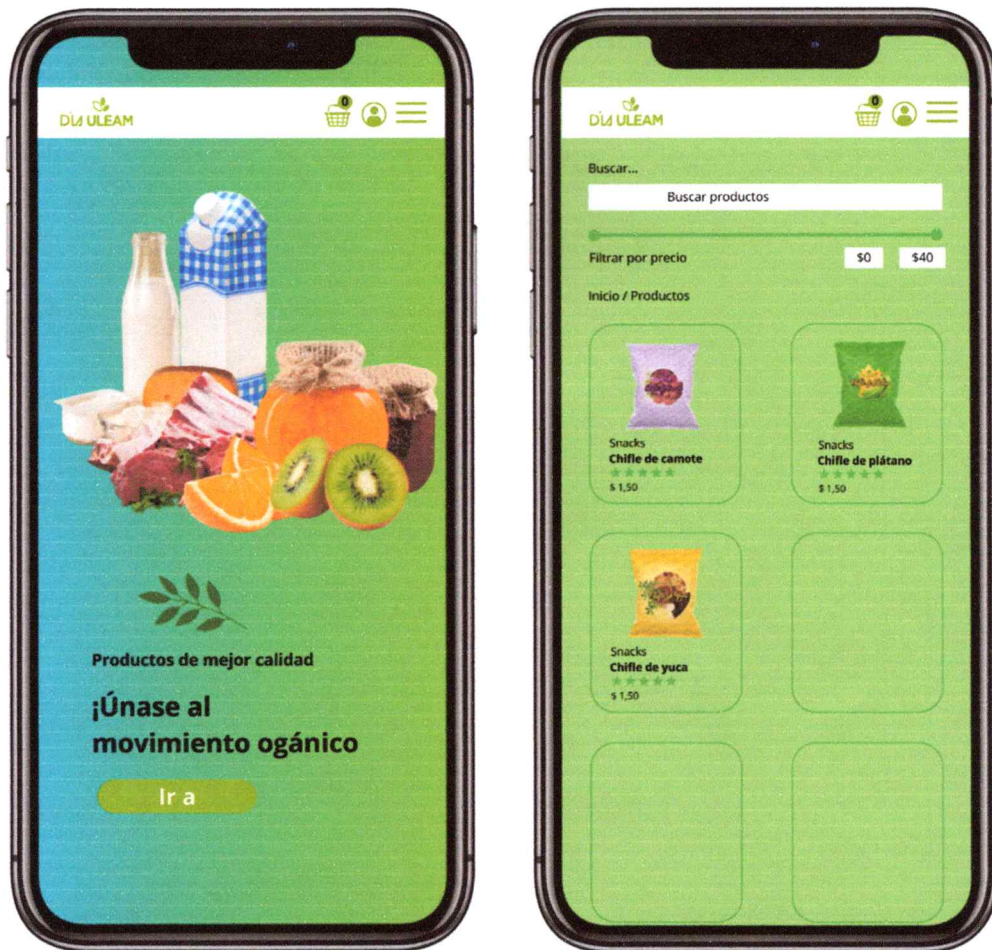 D'LA ULEAM
0
Productos de mejor calidad
¡Únase al
movimiento ogánico
Ir a
D'LA ULEAM
0
Buscar...
Buscar productos
Filtrar por precio
$0
$40
Inicio / Productos
Snacks
Chifle de camote
$ 1,50
Snacks
Chifle de plátano
$ 1,50
Snacks
Chifle de yuca
$ 1,50